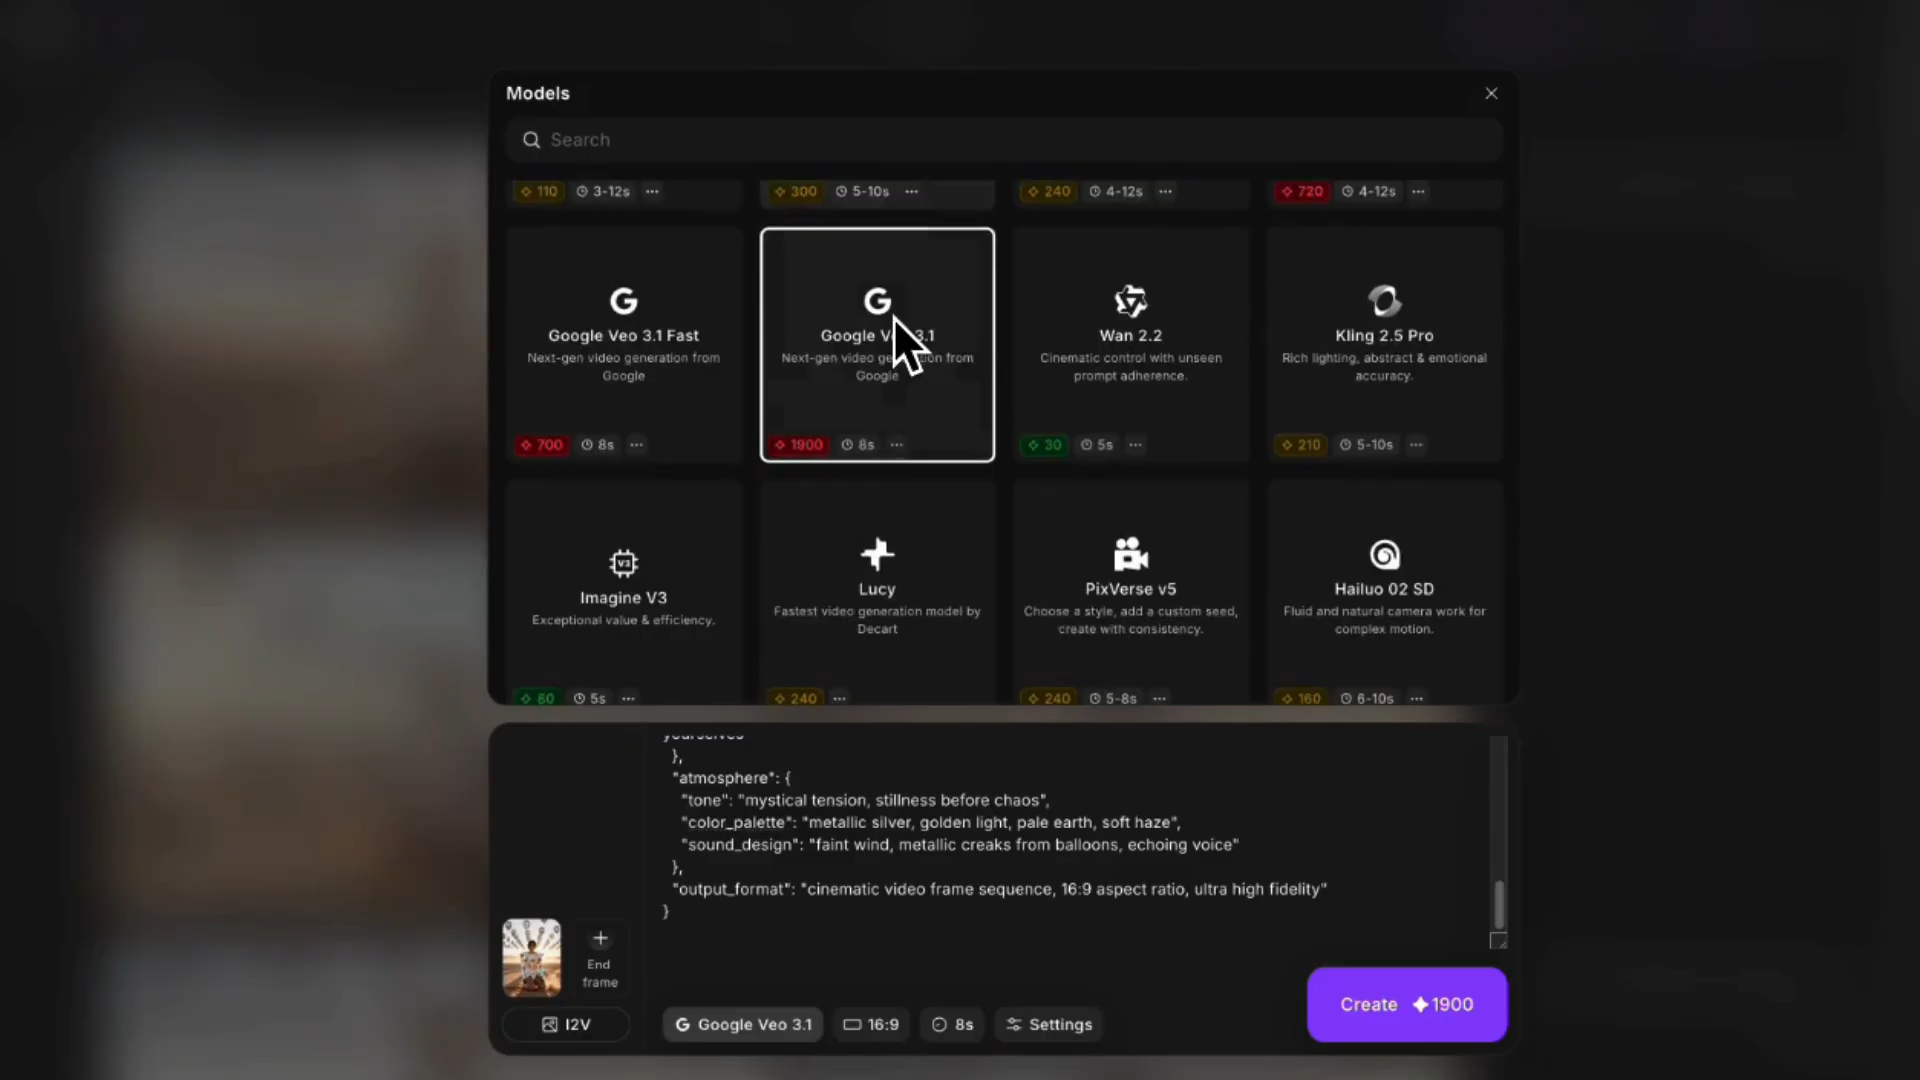 Models
Search
110 3-12s ...
300 5-10s ...
240 4-12s ...
720 4-12s ...
Google Veo 3.1 Fast
Next-gen video generation from
Google
700 8s ...
Google Veo 3.1
Next-gen video generation from
Google
1900 8s ...
Wan 2.2
Cinematic control with unseen
prompt adherence.
30 5s ...
Kling 2.5 Pro
Rich lighting, abstract & emotional
accuracy.
210 5-10s ...
V3
Imagine V3
Exceptional value & efficiency.
80 5s ...
Lucy
Fastest video generation model by
Decart
240 ...
PixVerse v5
Choose a style, add a custom seed,
create with consistency.
240 5-8s ...
Hailuo 02 SD
Fluid and natural camera work for
complex motion.
160 6-10s ...
yourselves
},
"atmosphere": {
"tone": "mystical tension, stillness before chaos",
"color_palette": "metallic silver, golden light, pale earth, soft haze",
"sound_design": "faint wind, metallic creaks from balloons, echoing voice"
},
"output_format": "cinematic video frame sequence, 16:9 aspect ratio, ultra high fidelity"
}
End
frame
I2V
Google Veo 3.1
16:9
8s
Settings
Create 1900